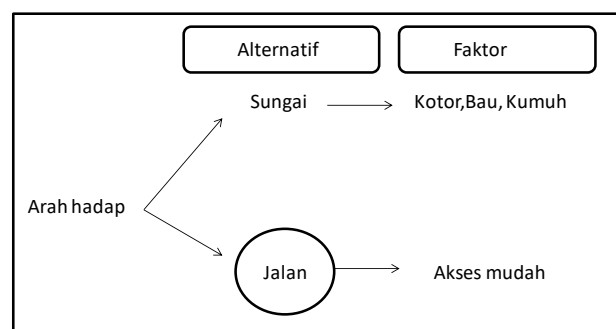 Alternatif
Faktor
Sungai
Kotor,Bau, Kumuh
Arah hadap
Jalan
Akses mudah